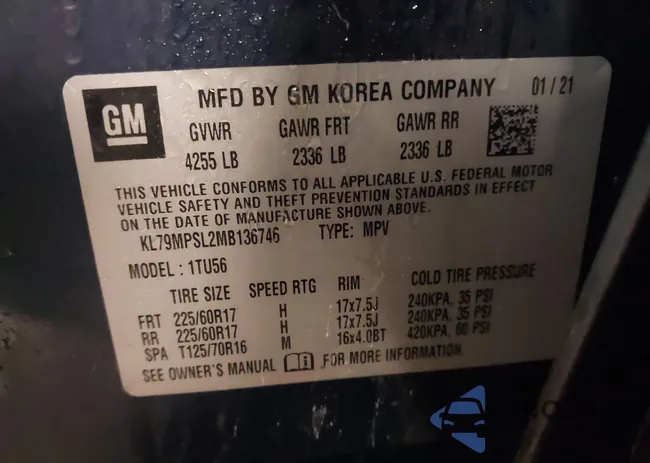 GM
MFD BY GM KOREA COMPANY 01/21
GVWR GAWR FRT GAWR RR
4255 LB 2336 LB 2336 LB
THIS VEHICLE CONFORMS TO ALL APPLICABLE U.S. FEDERAL MOTOR
VEHICLE SAFETY AND THEFT PREVENTION STANDARDS IN EFFECT
ON THE DATE OF MANUFACTURE SHOWN ABOVE.
KL79MPSL2MB136746 TYPE: MPV
MODEL : 1TU56
TIRE SIZE SPEED RTG RIM COLD TIRE PRESSURE
FRT 225/60R17 H 17x7.5J 240KPA, 35 PSI
RR 225/60R17 H 17x7.5J 240KPA, 35 PSI
SPA T125/70R16 M 16x4.0BT 420KPA, 60 PSI
SEE OWNER'S MANUAL FOR MORE INFORMATION